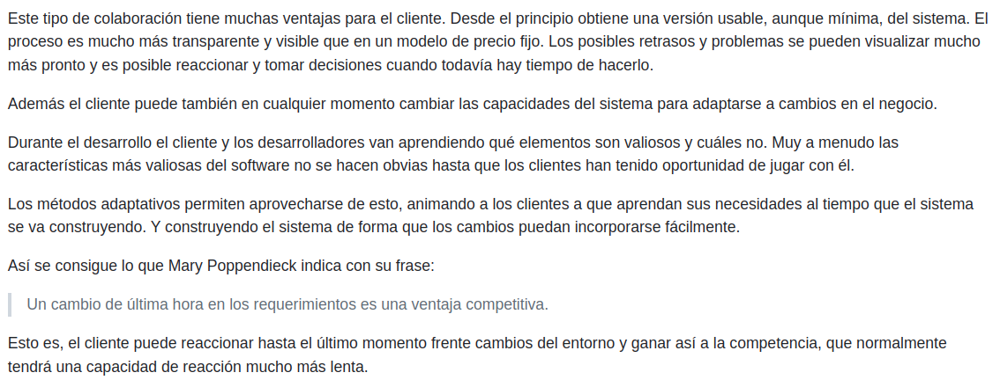 Este tipo de colaboración tiene muchas ventajas para el cliente. Desde el principio obtiene una versión usable, aunque mínima, del sistema. El
proceso es mucho más transparente y visible que en un modelo de precio fijo. Los posibles retrasos y problemas se pueden visualizar mucho
más pronto y es posible reaccionar y tomar decisiones cuando todavía hay tiempo de hacerlo.
Además el cliente puede también en cualquier momento cambiar las capacidades del sistema para adaptarse a cambios en el negocio.
Durante el desarrollo el cliente y los desarrolladores van aprendiendo qué elementos son valiosos y cuáles no. Muy a menudo las
características más valiosas del software no se hacen obvias hasta que los clientes han tenido oportunidad de jugar con él.
Los métodos adaptativos permiten aprovecharse de esto, animando a los clientes a que aprendan sus necesidades al tiempo que el sistema
se va construyendo. Y construyendo el sistema de forma que los cambios puedan incorporarse fácilmente.
Así se consigue lo que Mary Poppendieck indica con su frase:
Un cambio de última hora en los requerimientos es una ventaja competitiva.
Esto es, el cliente puede reaccionar hasta el último momento frente cambios del entorno y ganar así a la competencia, que normalmente
tendrá una capacidad de reacción mucho más lenta.